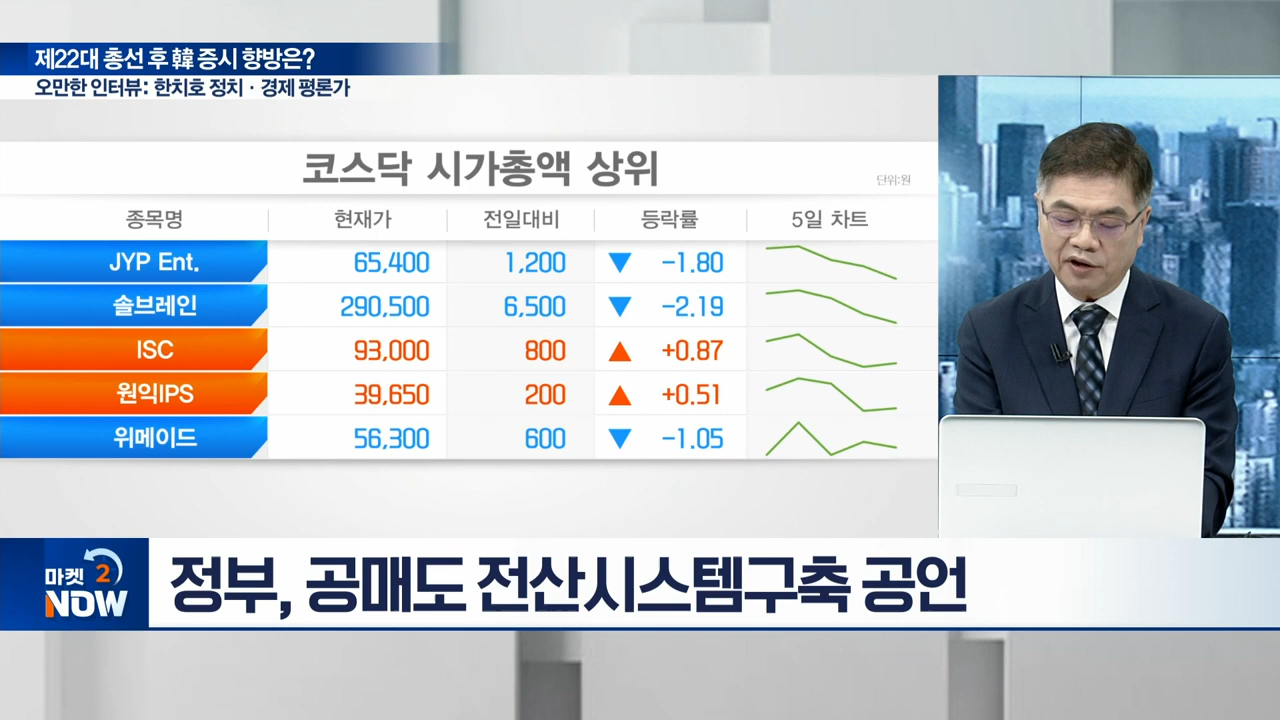 제22대 총선 후 韓 증시 향방은?
오만한 인터뷰: 한치호 정치·경제 평론가
코스닥 시가총액 상위
단위:원
종목명 현재가 전일대비 등락률 5일 차트
JYP Ent. 65,400 1,200 ▼ -1.80
솔브레인 290,500 6,500 ▼ -2.19
ISC 93,000 800 ▲ +0.87
원익IPS 39,650 200 ▲ +0.51
위메이드 56,300 600 ▼ -1.05
마켓 2
NOW
정부, 공매도 전산시스템구축 공언